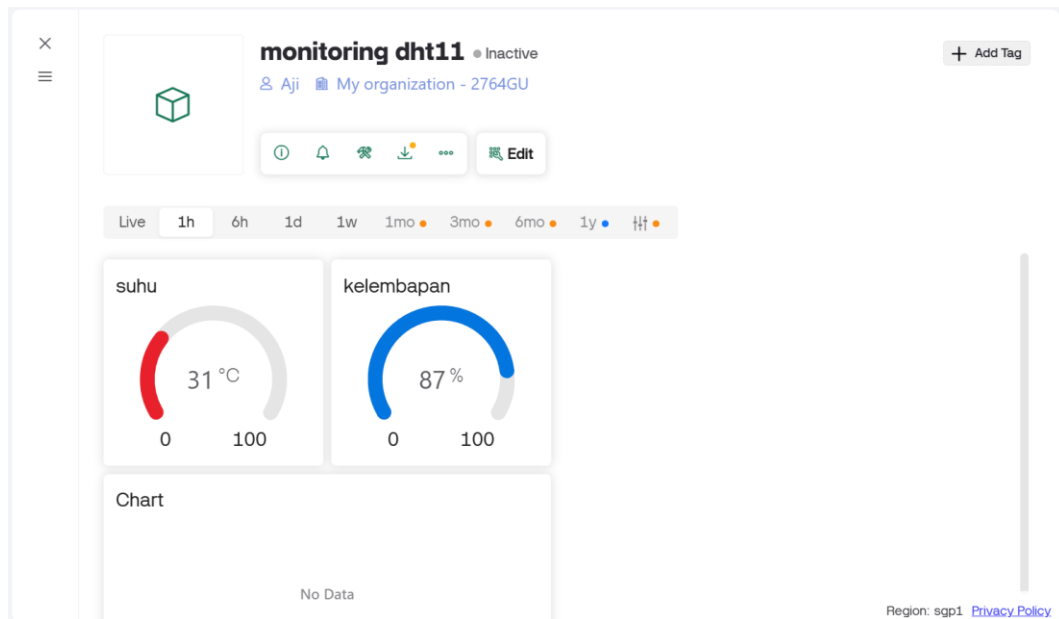 monitoring dht11 Inactive
Aji My organization - 2764GU
Add Tag
Edit
Live 1h 6h 1d 1w 1mo 3mo 6mo 1y
suhu
31 °C
0 100
kelembapan
87 %
0 100
Chart
No Data
Region: sgp1 Privacy Policy